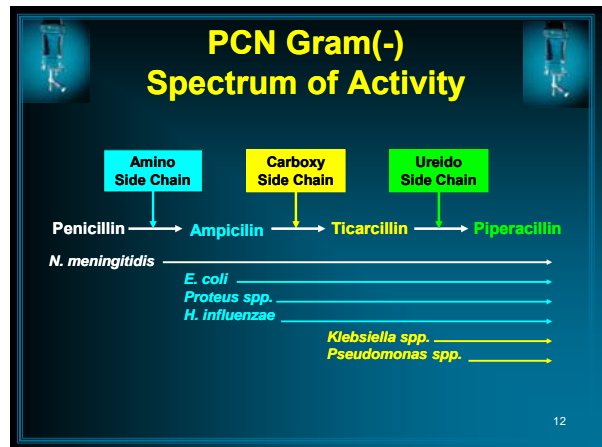 PCN Gram(-)
Spectrum of Activity
Amino
Side Chain
Carboxy
Side Chain
Ureido
Side Chain
Penicillin
Ampicilin
Ticarcillin
Piperacillin
N. meningitidis
E. coli
Proteus spp.
H. influenzae
Klebsiella spp.
Pseudomonas spp.
12